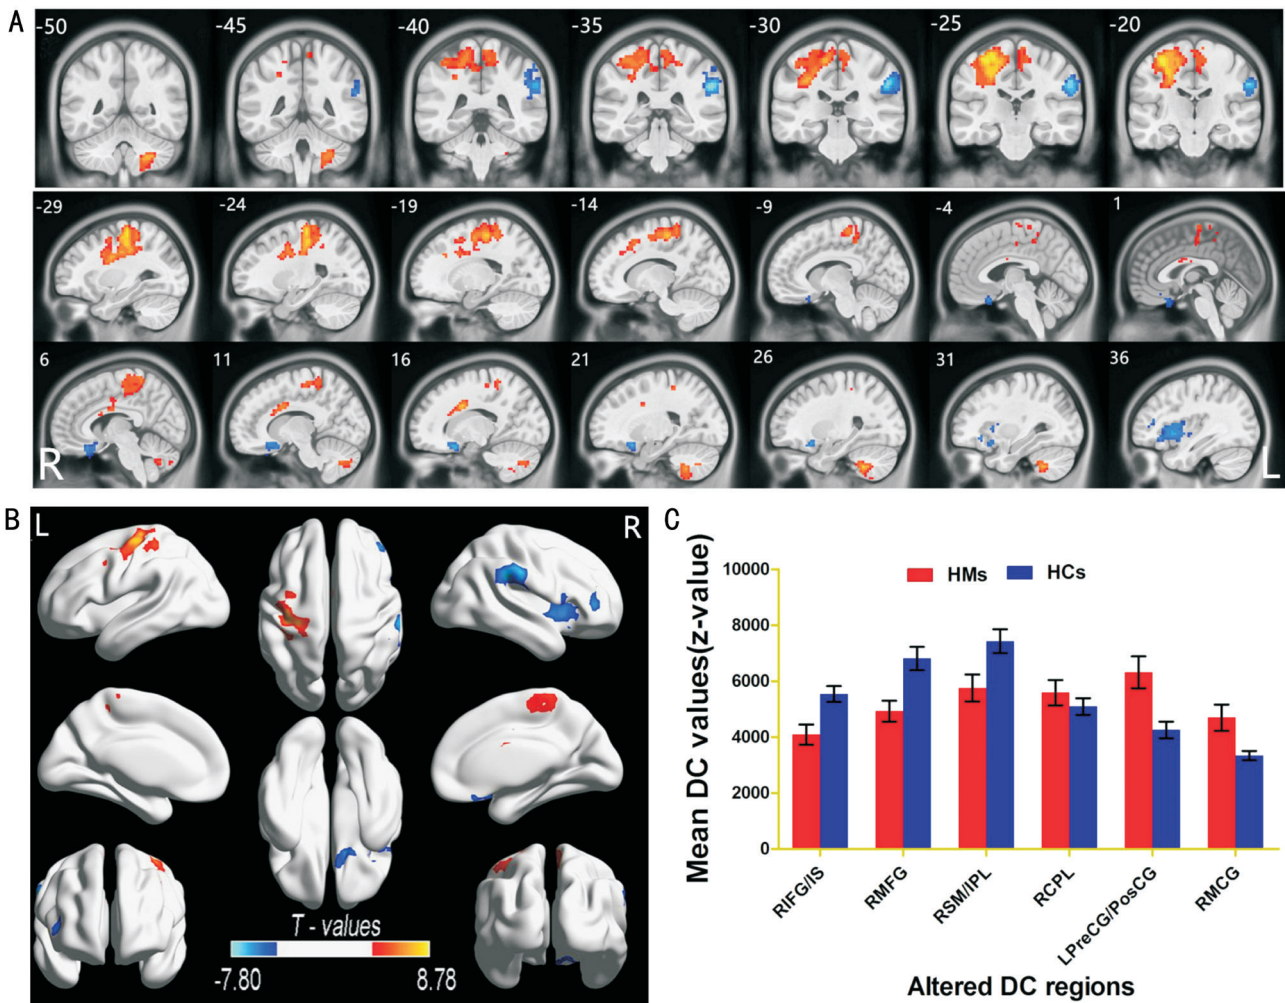 A
-50 -45 -40 -35 -30 -25 -20
-29 -24 -19 -14 -9 -4 1
6 11 16 21 26 31 36
R L
B
L R
T - values
-7.80 8.78
C
Mean DC values(z-value)
HMs HCs
10000
8000
6000
4000
2000
0
RIFG/IS RMFG RSM/IPL RCPL LPreCG/PosCG RMCG
Altered DC regions